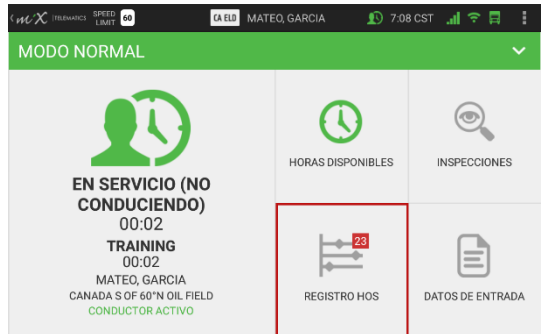 mX TELEMATICS SPEED LIMIT 60 CA ELD MATEO, GARCIA 7:08 CST
MODO NORMAL
EN SERVICIO (NO
CONDUCIENDO)
00:02
TRAINING
00:02
MATEO, GARCIA
CANADA S OF 60°N OIL FIELD
CONDUCTOR ACTIVO
HORAS DISPONIBLES
INSPECCIONES
23
REGISTRO HOS
DATOS DE ENTRADA